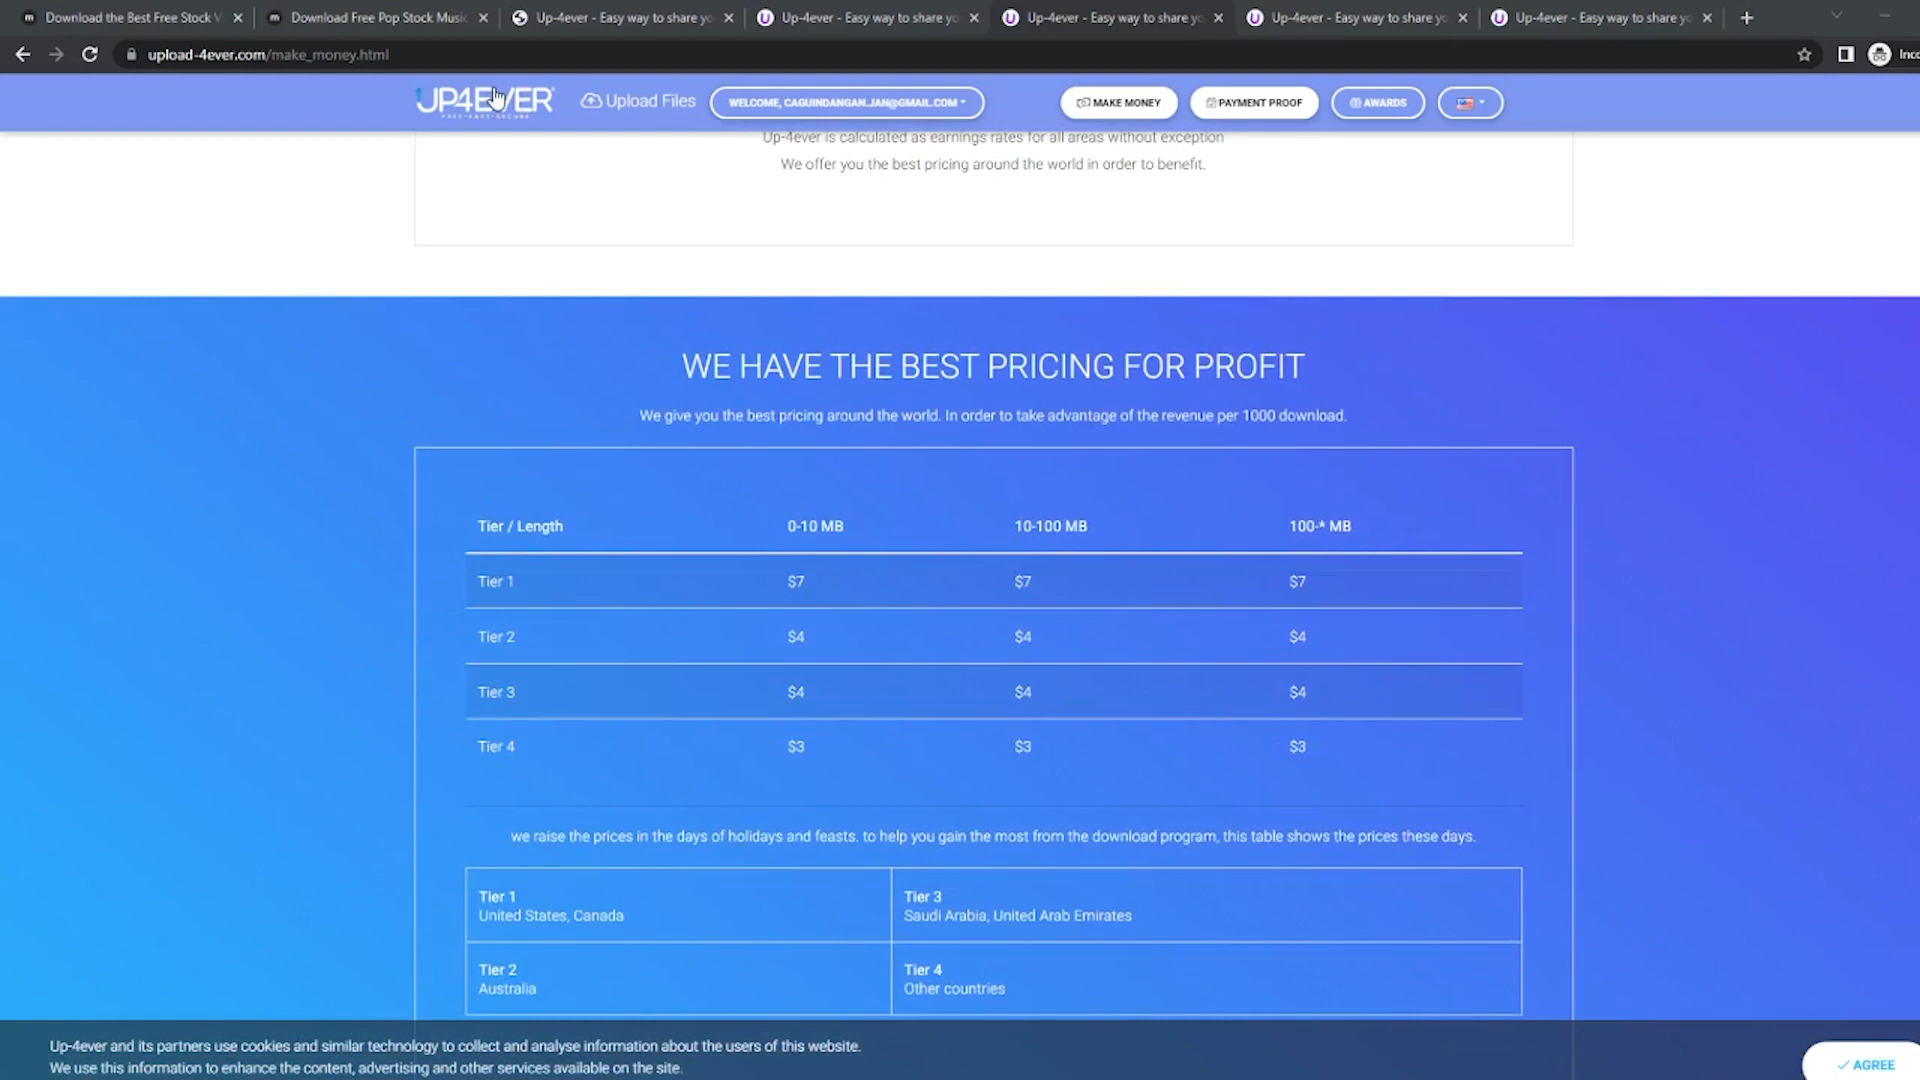 Download the Best Free Stock V
Download Free Pop Stock Music
Up-4ever - Easy way to share yo
Up-4ever - Easy way to share yo
Up-4ever - Easy way to share yo
Up-4ever - Easy way to share yo
Up-4ever - Easy way to share yo
upload-4ever.com/make_money.html
Inco
UP4EVER
FREE·FAST·SECURE
Upload Files
WELCOME, CAGUINDANGAN.JAN@GMAIL.COM
MAKE MONEY
PAYMENT PROOF
AWARDS
Up-4ever is calculated as earnings rates for all areas without exception
We offer you the best pricing around the world in order to benefit.
WE HAVE THE BEST PRICING FOR PROFIT
We give you the best pricing around the world. In order to take advantage of the revenue per 1000 download.
Tier / Length 0-10 MB 10-100 MB 100-* MB
Tier 1 $7 $7 $7
Tier 2 $4 $4 $4
Tier 3 $4 $4 $4
Tier 4 $3 $3 $3
we raise the prices in the days of holidays and feasts. to help you gain the most from the download program, this table shows the prices these days.
Tier 1
United States, Canada
Tier 3
Saudi Arabia, United Arab Emirates
Tier 2
Australia
Tier 4
Other countries
Up-4ever and its partners use cookies and similar technology to collect and analyse information about the users of this website.
We use this information to enhance the content, advertising and other services available on the site.
AGREE